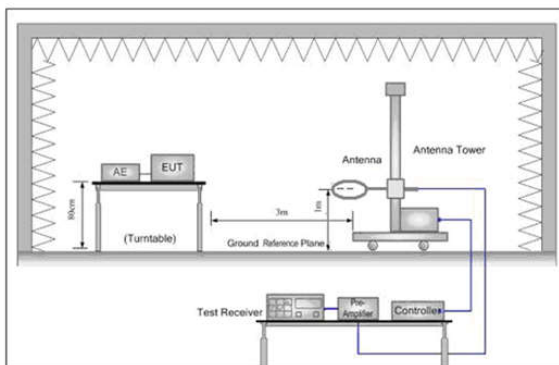 Antenna Tower
Antenna
EUT
AE
80cm
3m
1m
(Turntable)
Ground Reference Plane
Test Receiver
Pre-
Amplifier
Controller